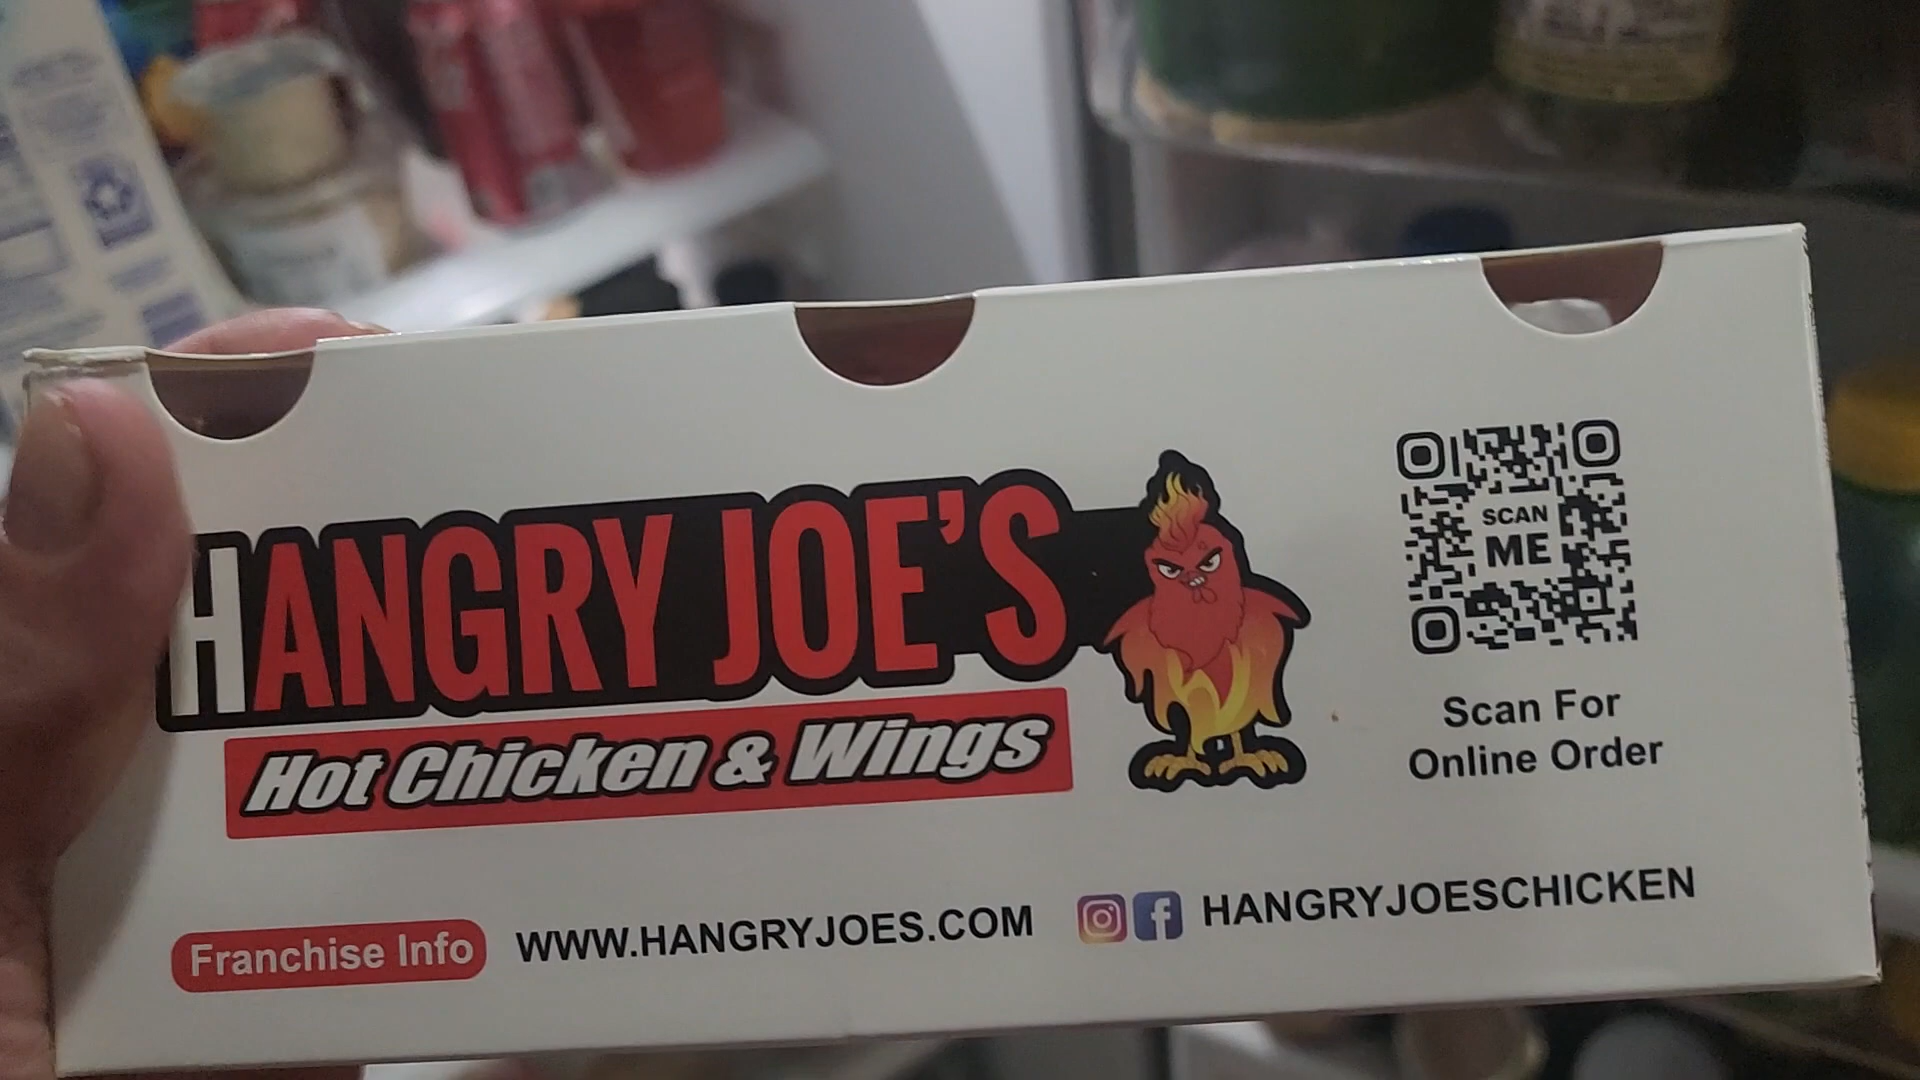 HANGRY JOE'S
Hot Chicken & Wings
SCAN
ME
Scan For
Online Order
Franchise Info WWW.HANGRYJOES.COM HANGRYJOESCHICKEN